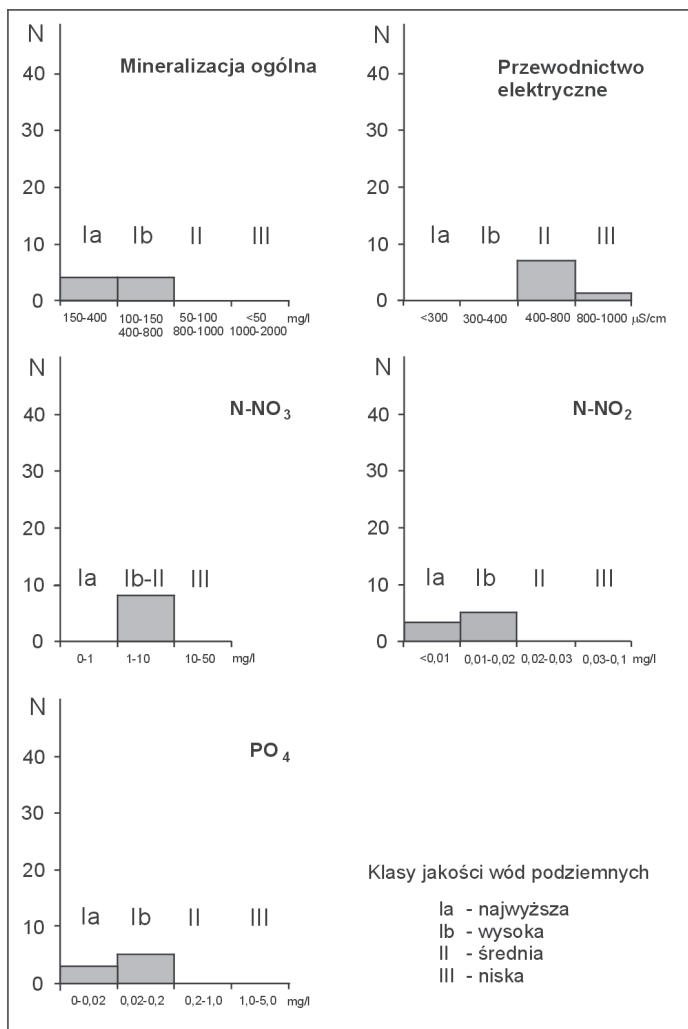 N
Mineralizacja ogólna
40
30
20
10
0
Ia Ib II III
150-400 100-150 50-100 <50 mg/l
400-800 800-1000 1000-2000
N
Przewodnictwo
elektryczne
40
30
20
10
0
Ia Ib II III
<300 300-400 400-800 800-1000 µS/cm
N
N-NO3
40
30
20
10
0
Ia Ib-II III
0-1 1-10 10-50 mg/l
N
N-NO2
40
30
20
10
0
Ia Ib II III
<0,01 0,01-0,02 0,02-0,03 0,03-0,1 mg/l
N
PO4
40
30
20
10
0
Ia Ib II III
0-0,02 0,02-0,2 0,2-1,0 1,0-5,0 mg/l
Klasy jakości wód podziemnych
Ia - najwyższa
Ib - wysoka
II - średnia
III - niska